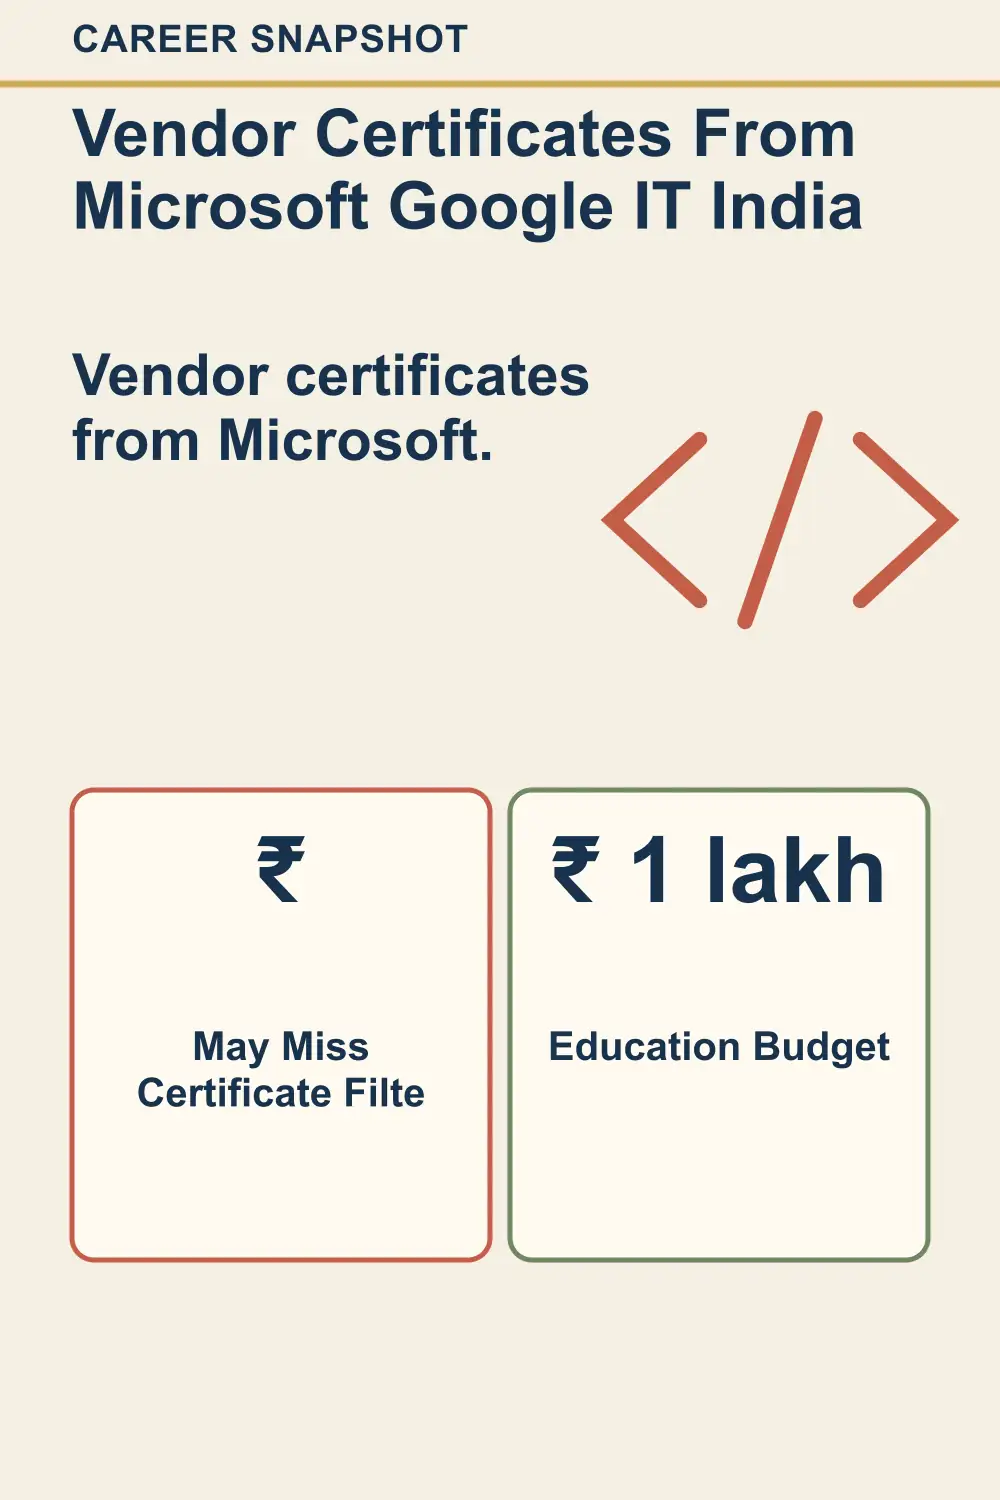 CAREER SNAPSHOT
Vendor Certificates From
Microsoft Google IT India
Vendor certificates
from Microsoft.
</>
₹
May Miss
Certificate Filte
₹ 1 lakh
Education Budget